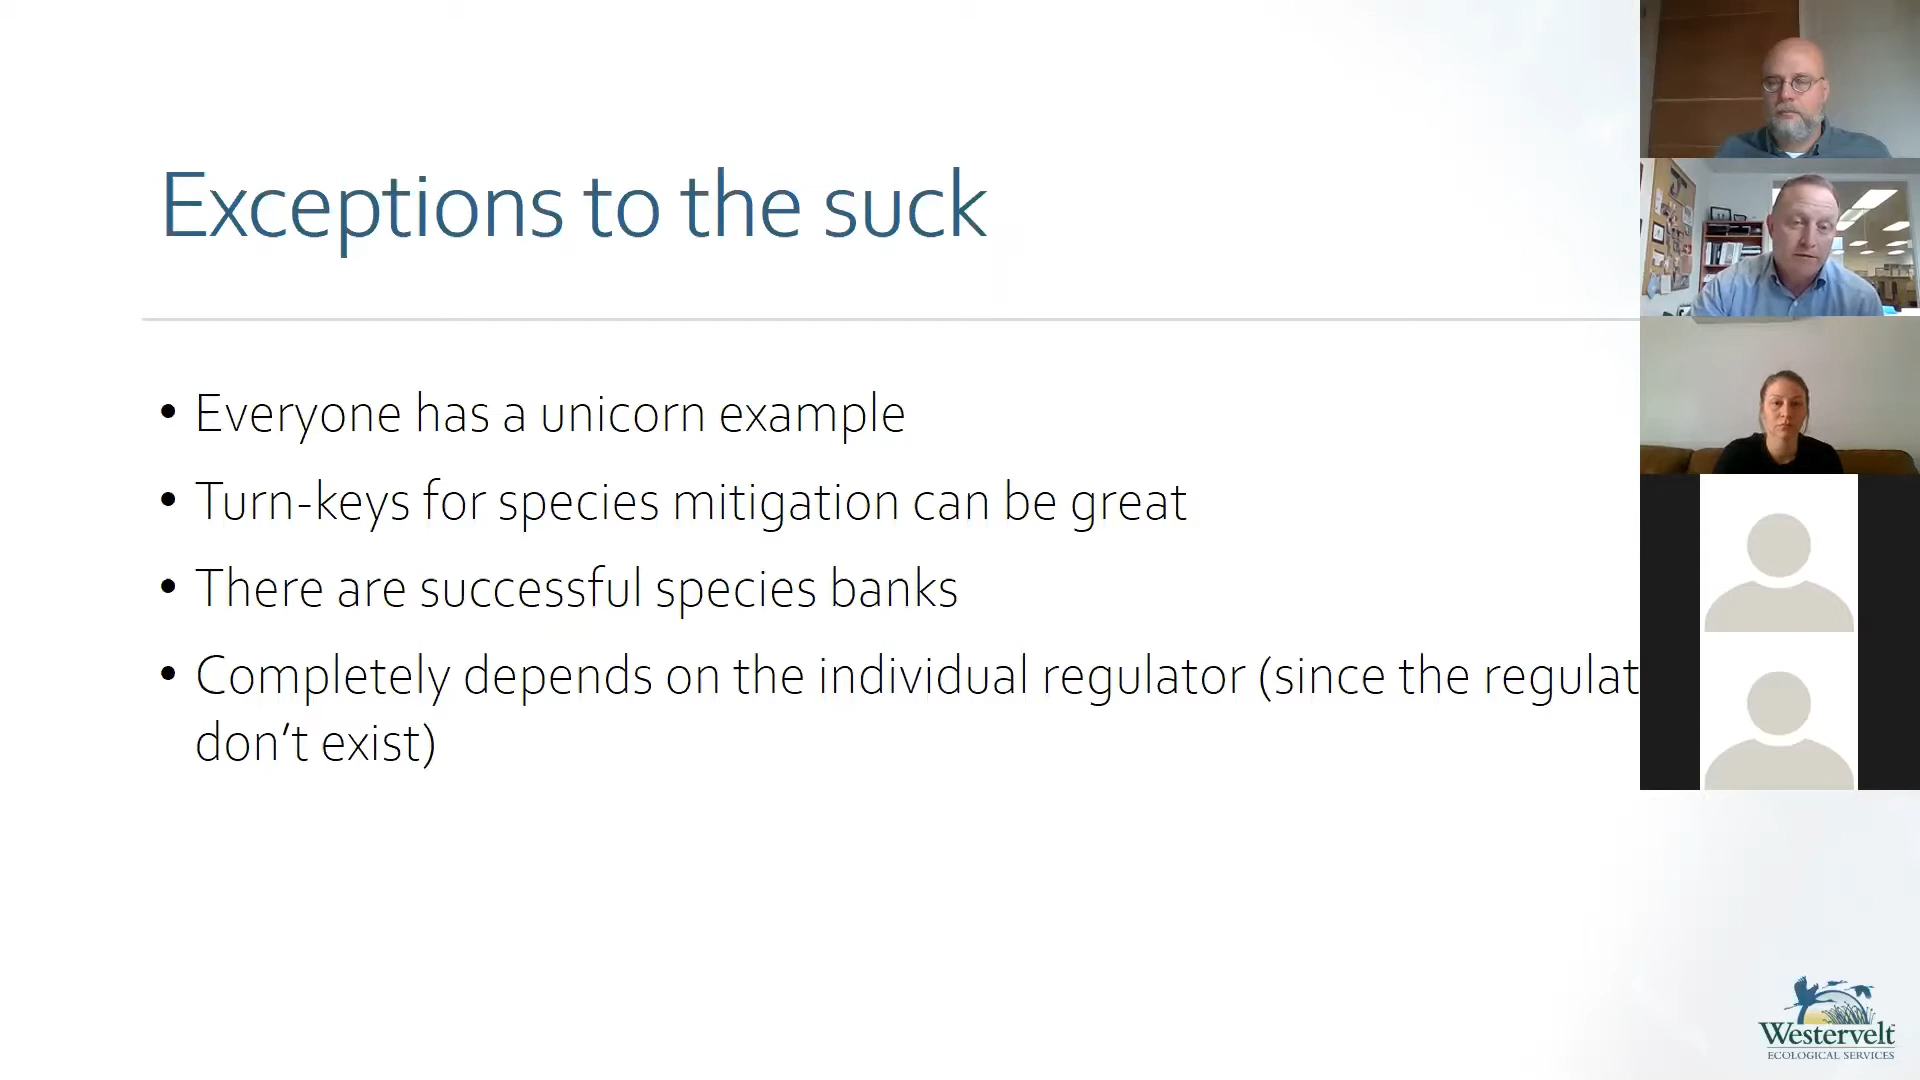 Exceptions to the suck
• Everyone has a unicorn example
• Turn-keys for species mitigation can be great
• There are successful species banks
• Completely depends on the individual regulator (since the regulat
don’t exist)
Westervelt
ECOLOGICAL SERVICES